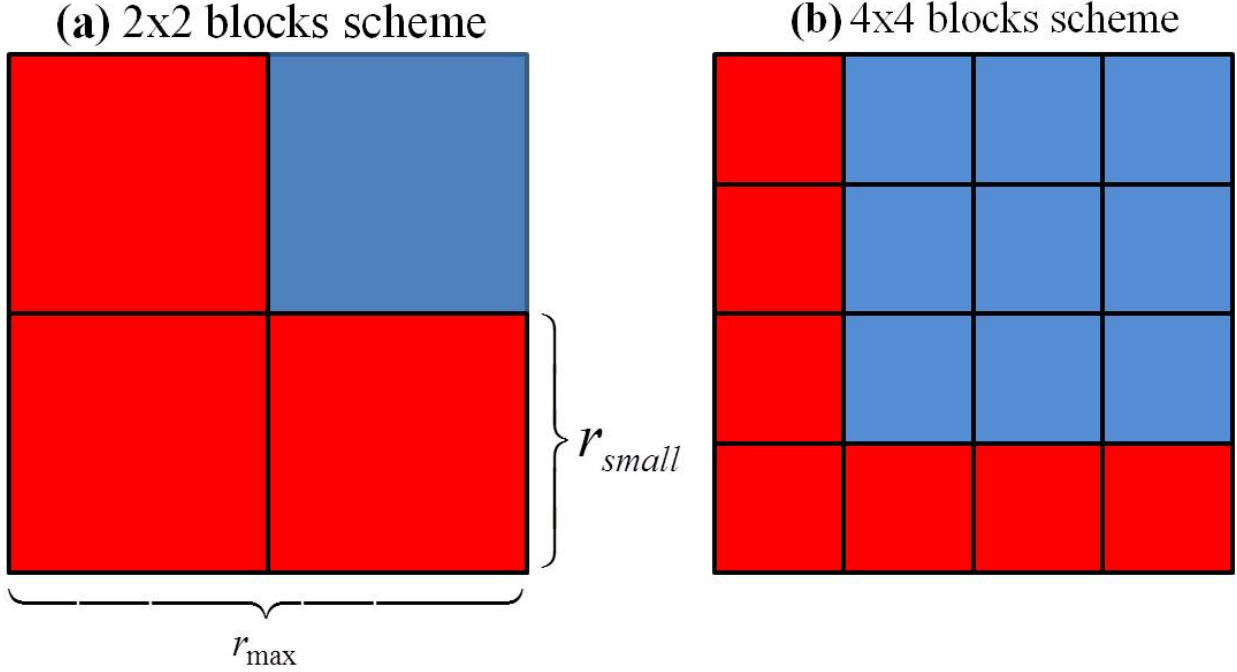 (a) 2x2 blocks scheme
(b) 4x4 blocks scheme
r_small
r_max